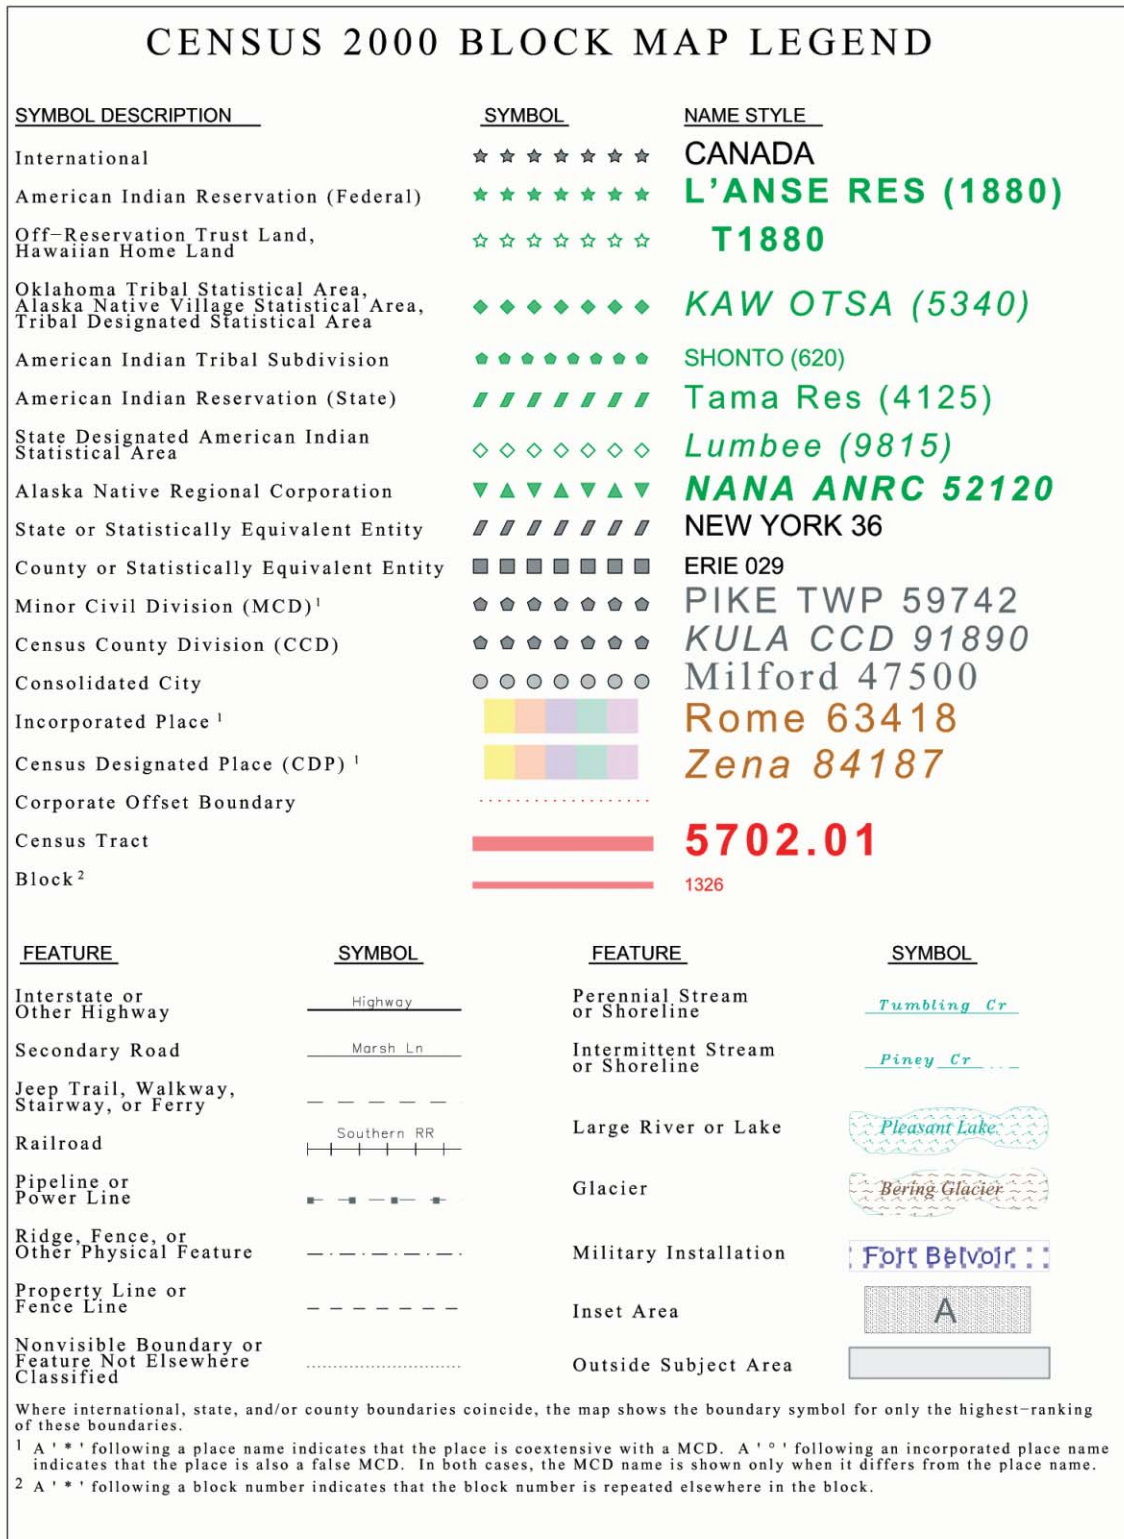 CENSUS 2000 BLOCK MAP LEGEND
SYMBOL DESCRIPTION SYMBOL NAME STYLE
International CANADA
American Indian Reservation (Federal) L'ANSE RES (1880)
Off-Reservation Trust Land,
Hawaiian Home Land T1880
Oklahoma Tribal Statistical Area,
Alaska Native Village Statistical Area,
Tribal Designated Statistical Area KAW OTSA (5340)
American Indian Tribal Subdivision SHONTO (620)
American Indian Reservation (State) Tama Res (4125)
State Designated American Indian
Statistical Area Lumbee (9815)
Alaska Native Regional Corporation NANA ANRC 52120
State or Statistically Equivalent Entity NEW YORK 36
County or Statistically Equivalent Entity ERIE 029
Minor Civil Division (MCD) 1 PIKE TWP 59742
Census County Division (CCD) KULA CCD 91890
Consolidated City Milford 47500
Incorporated Place 1 Rome 63418
Census Designated Place (CDP) 1 Zena 84187
Corporate Offset Boundary
Census Tract 5702.01
Block 2 1326
FEATURE SYMBOL
Interstate or
Other Highway Highway
Secondary Road Marsh Ln
Jeep Trail, Walkway,
Stairway, or Ferry
Railroad Southern RR
Pipeline or
Power Line
Ridge, Fence, or
Other Physical Feature
Property Line or
Fence Line
Nonvisible Boundary or
Feature Not Elsewhere
Classified
FEATURE SYMBOL
Perennial Stream
or Shoreline Tumbling Cr
Intermittent Stream
or Shoreline Piney Cr
Large River or Lake Pleasant Lake
Glacier Bering Glacier
Military Installation Fort Belvoir
Inset Area A
Outside Subject Area
Where international, state, and/or county boundaries coincide, the map shows the boundary symbol for only the highest-ranking
of these boundaries.
1 A ' * ' following a place name indicates that the place is coextensive with a MCD. A ' ° ' following an incorporated place name
indicates that the place is also a false MCD. In both cases, the MCD name is shown only when it differs from the place name.
2 A ' * ' following a block number indicates that the block number is repeated elsewhere in the block.